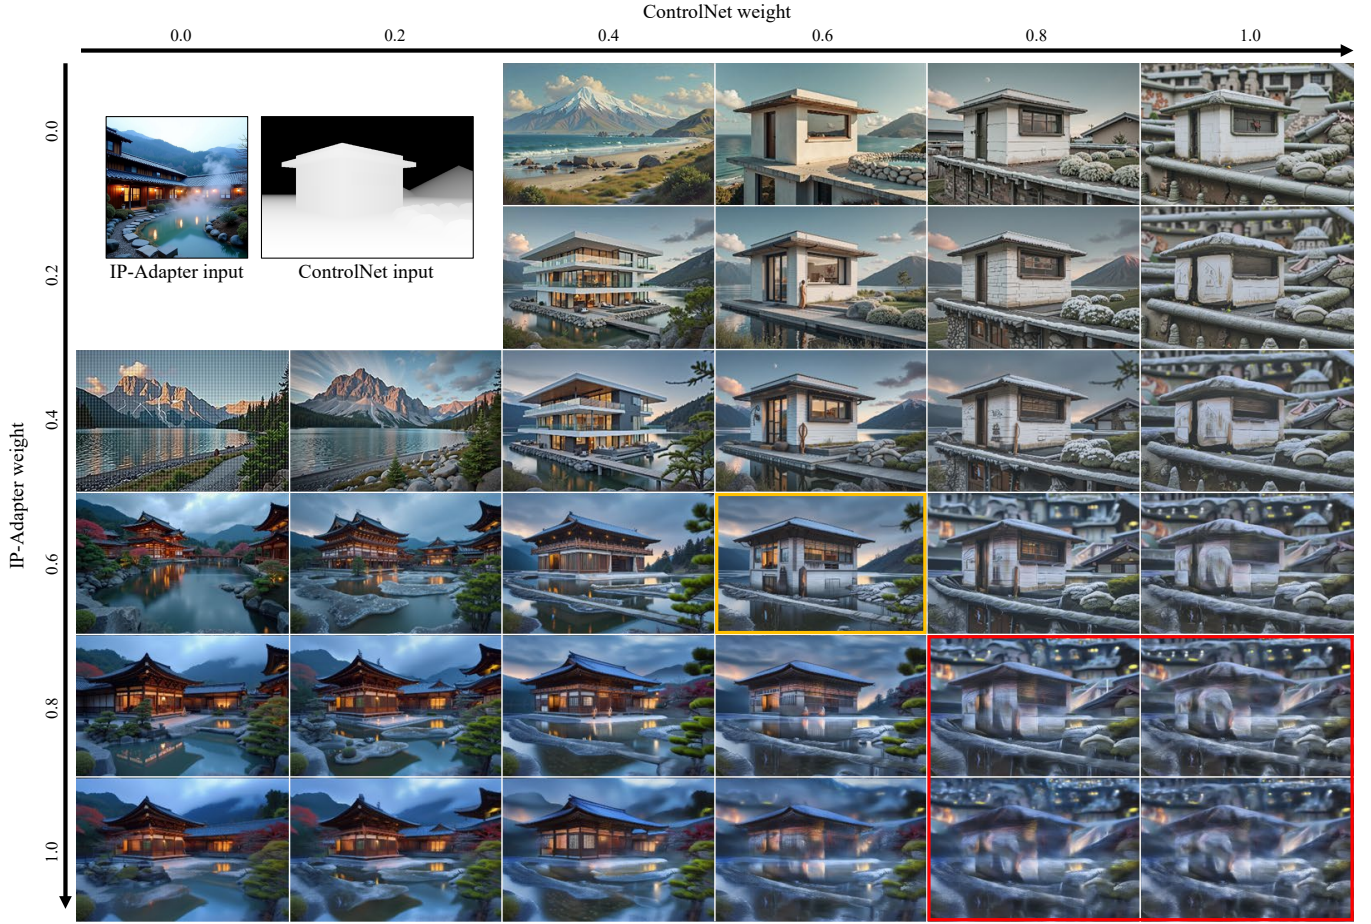 ControlNet weight
0.0 0.2 0.4 0.6 0.8 1.0
IP-Adapter weight
0.0
0.2
0.4
0.6
0.8
1.0
IP-Adapter input
ControlNet input